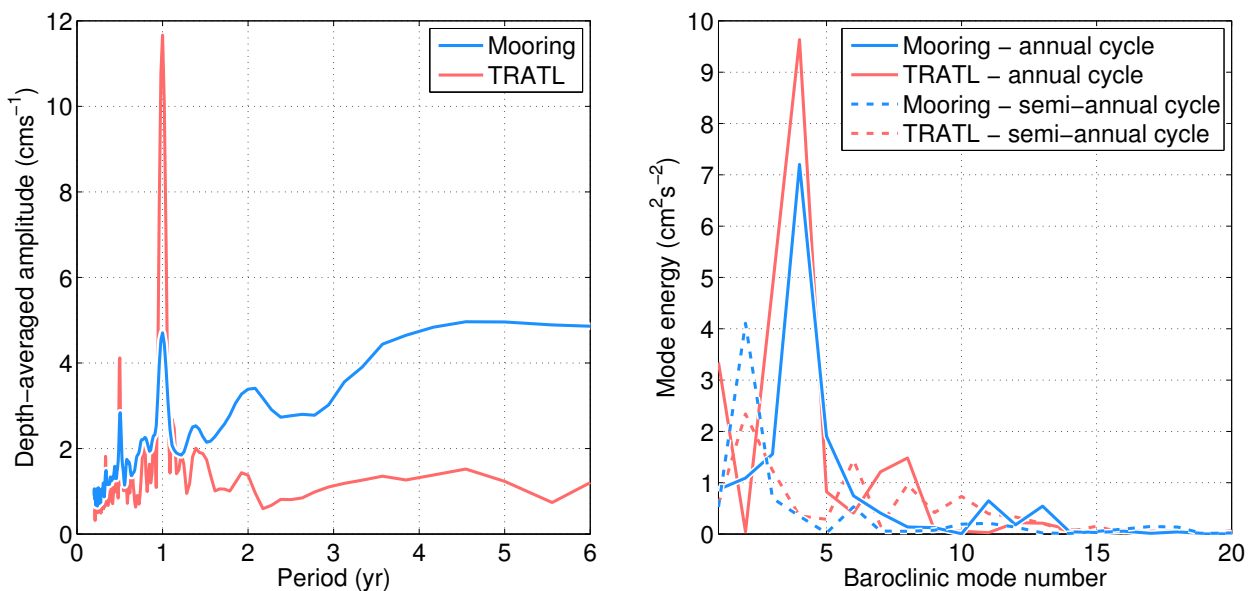 12
10
8
6
4
2
0
0
1
2
3
4
5
6
Depth−averaged amplitude (cms−1)
Period (yr)
Mooring
TRATL
10
9
8
7
6
5
4
3
2
1
0
5
10
15
20
Mode energy (cm2s−2)
Baroclinic mode number
Mooring − annual cycle
TRATL − annual cycle
Mooring − semi−annual cycle
TRATL − semi−annual cycle